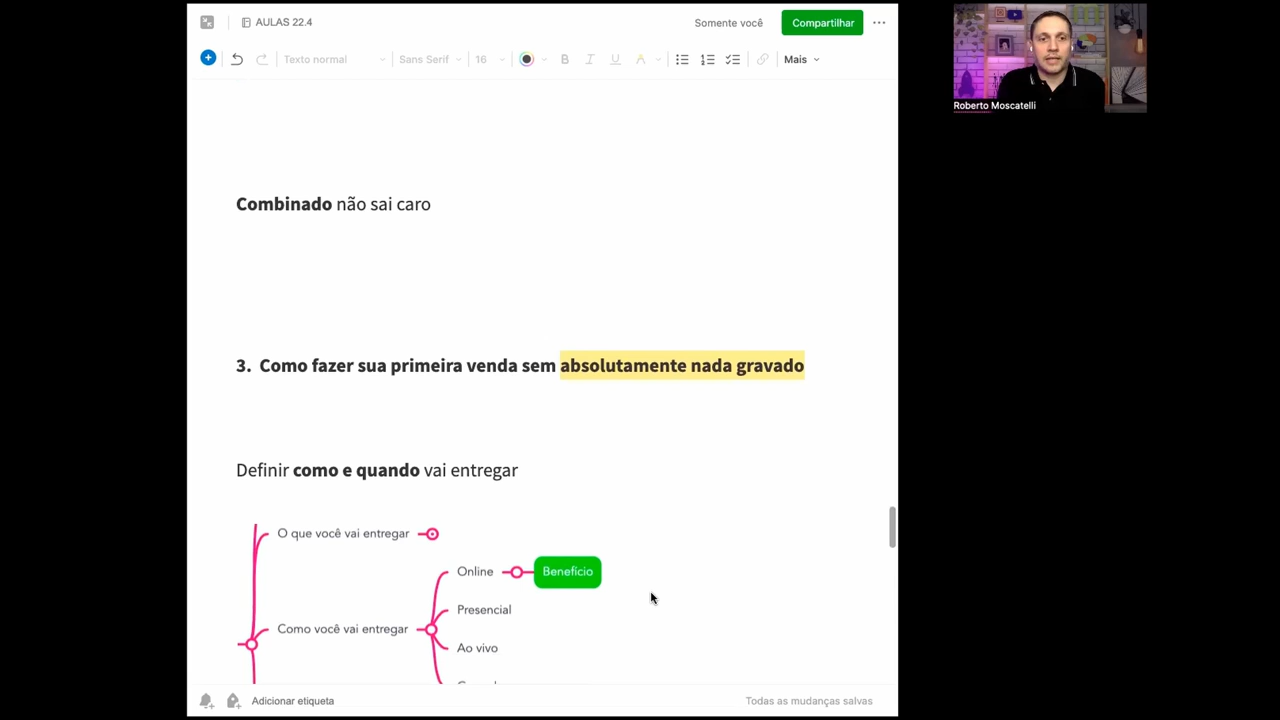 AULAS 22.4
Somente você
Compartilhar
Texto normal
Sans Serif
16
B
I
U
A
Mais
Roberto Moscatelli
Combinado não sai caro
3. Como fazer sua primeira venda sem absolutamente nada gravado
Definir como e quando vai entregar
O que você vai entregar
Online
Benefício
Presencial
Como você vai entregar
Ao vivo
Adicionar etiqueta
Todas as mudanças salvas